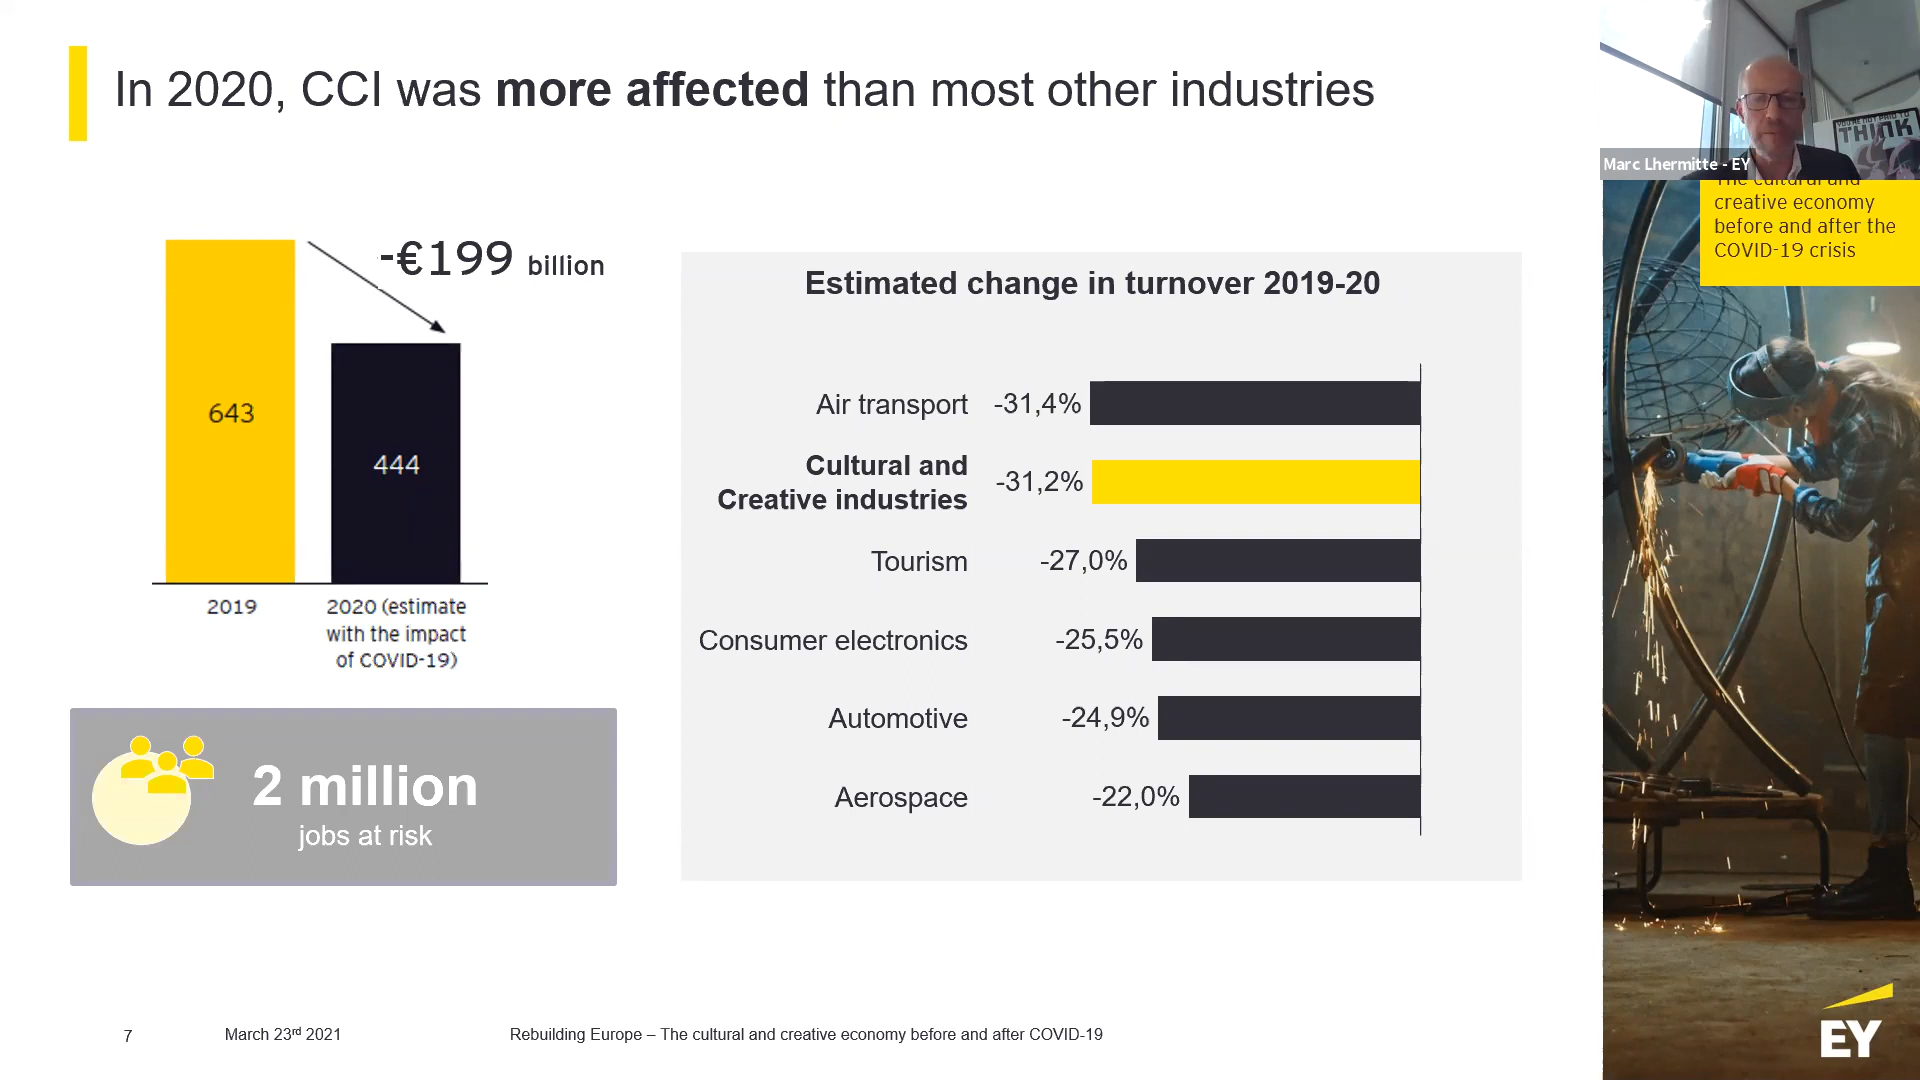 In 2020, CCI was more affected than most other industries
-€199 billion
643
444
2019
2020 (estimate
with the impact
of COVID-19)
2 million
jobs at risk
Estimated change in turnover 2019-20
Air transport -31,4%
Cultural and
Creative industries -31,2%
Tourism -27,0%
Consumer electronics -25,5%
Automotive -24,9%
Aerospace -22,0%
THINK
Marc Lhermitte - EY
The cultural and
creative economy
before and after the
COVID-19 crisis
EY
7
March 23rd 2021
Rebuilding Europe – The cultural and creative economy before and after COVID-19